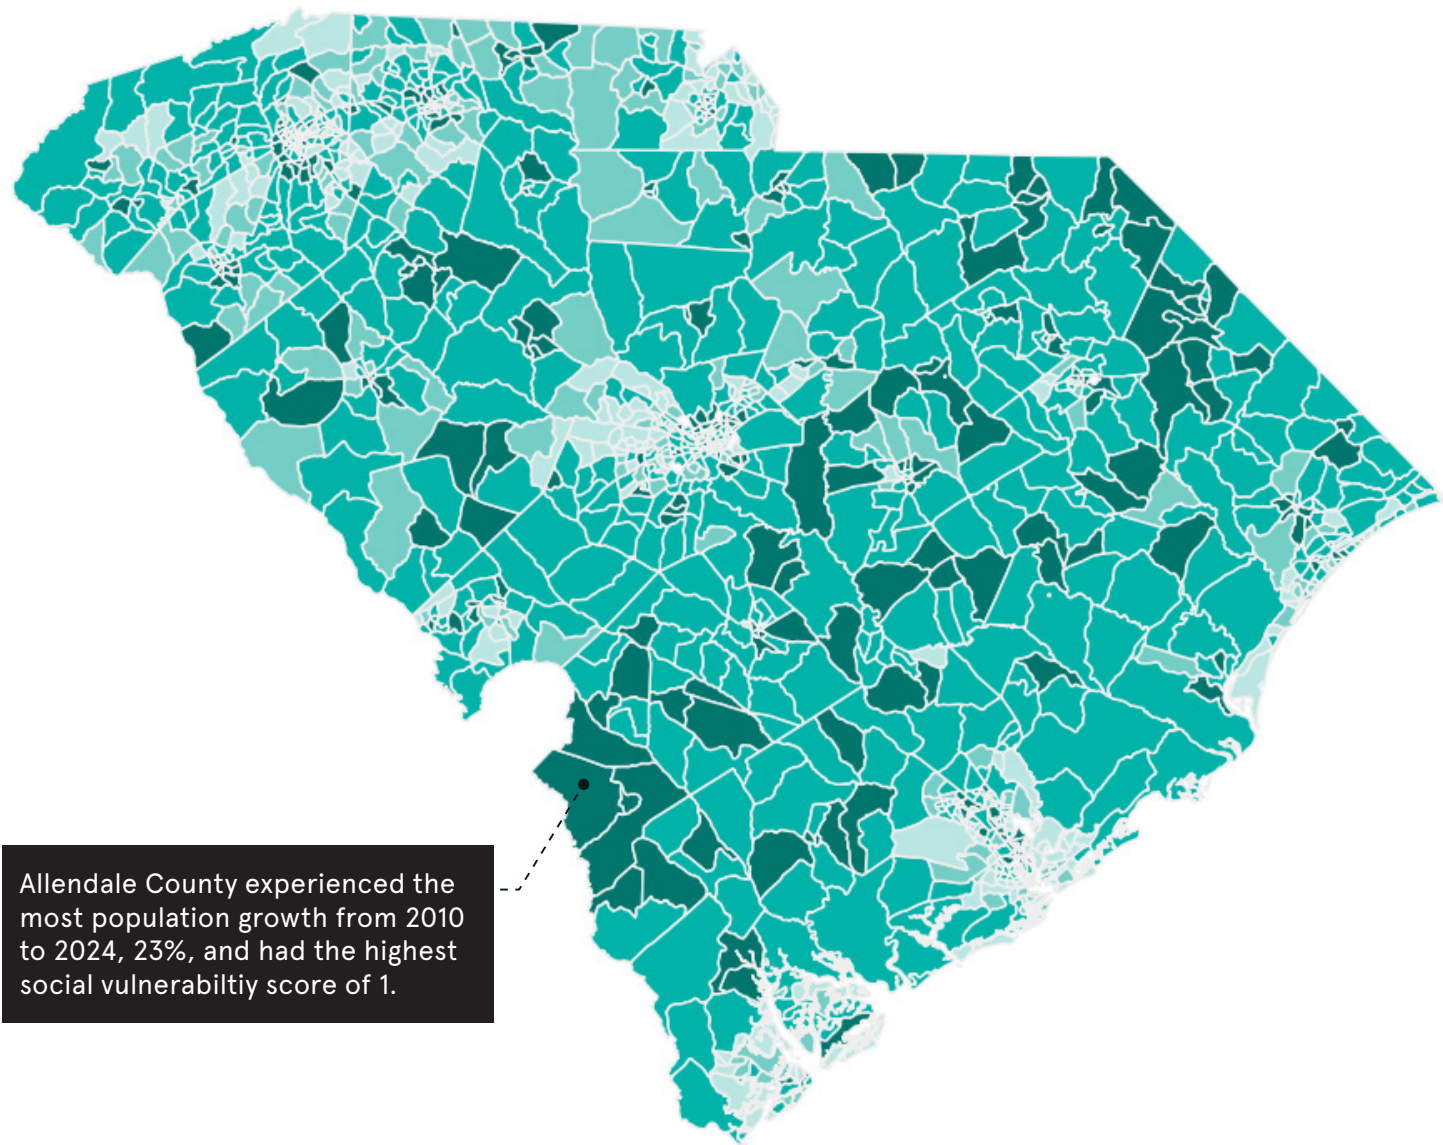 Allendale County experienced the
most population growth from 2010
to 2024, 23%, and had the highest
social vulnerabiltiy score of 1.